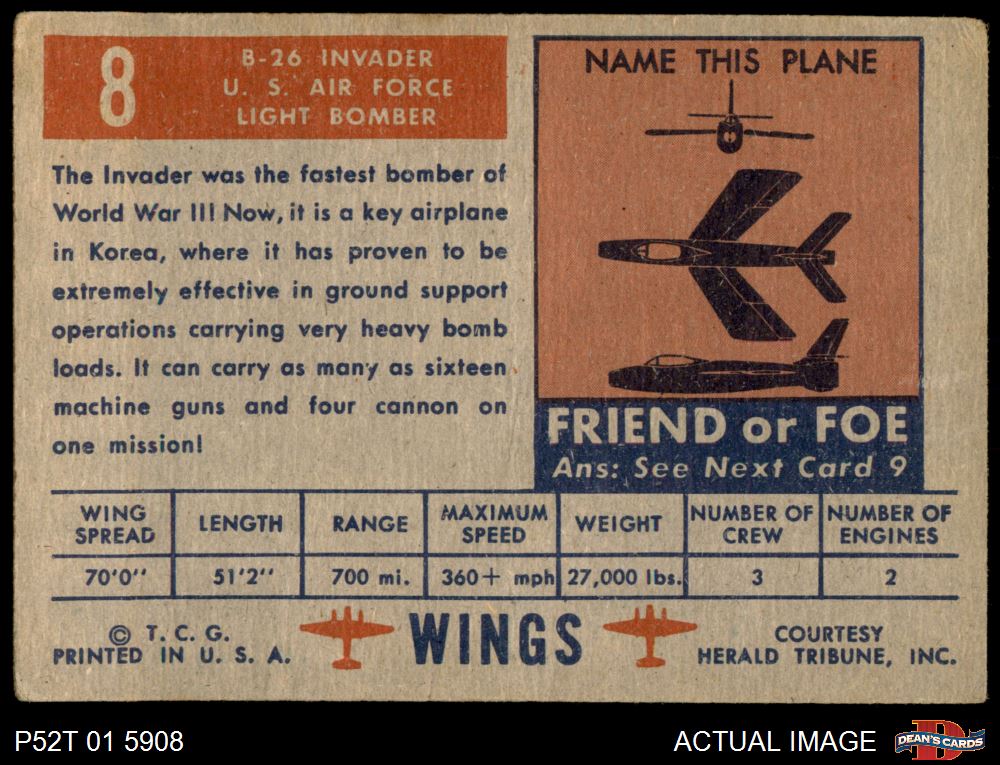 8
B-26 INVADER
U. S. AIR FORCE
LIGHT BOMBER
The Invader was the fastest bomber of
World War II! Now, it is a key airplane
in Korea, where it has proven to be
extremely effective in ground support
operations carrying very heavy bomb
loads. It can carry as many as sixteen
machine guns and four cannon on
one mission!
NAME THIS PLANE
FRIEND or FOE
Ans: See Next Card 9
WING SPREAD LENGTH RANGE MAXIMUM SPEED WEIGHT NUMBER OF CREW NUMBER OF ENGINES
70'0'' 51'2'' 700 mi. 360+ mph 27,000 lbs. 3 2
© T. C. G.
PRINTED IN U. S. A.
WINGS
COURTESY
HERALD TRIBUNE, INC.
P52T 01 5908
ACTUAL IMAGE
DEAN'S CARDS